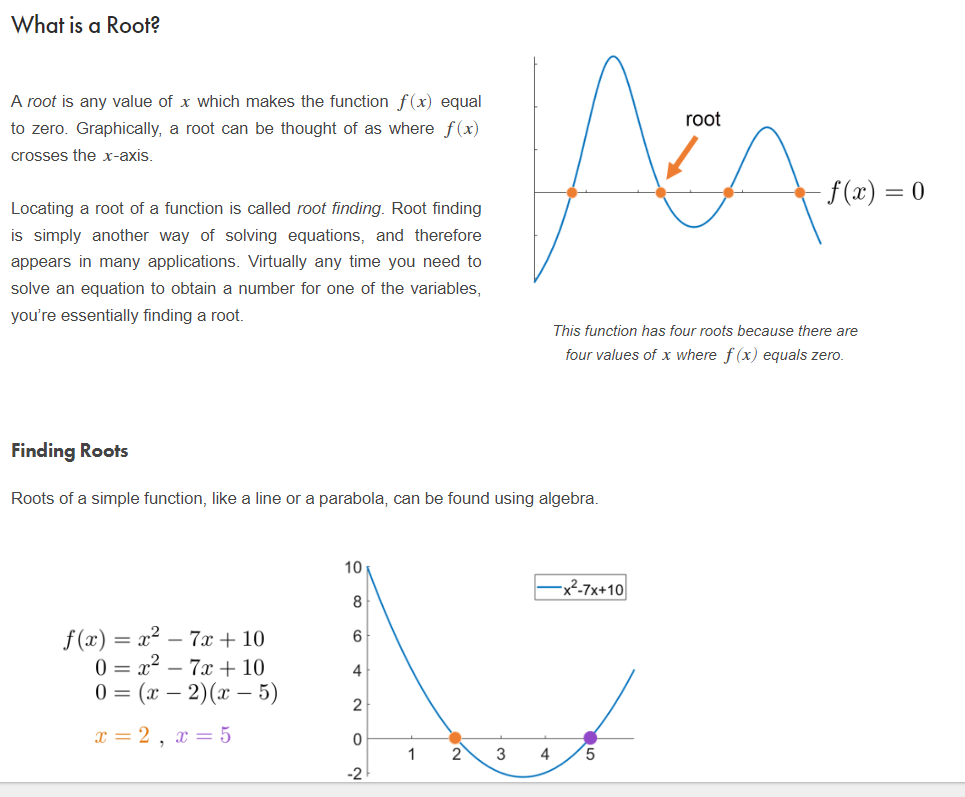 What is a Root?
A root is any value of x which makes the function f(x) equal
to zero. Graphically, a root can be thought of as where f(x)
crosses the x-axis.
Locating a root of a function is called root finding. Root finding
is simply another way of solving equations, and therefore
appears in many applications. Virtually any time you need to
solve an equation to obtain a number for one of the variables,
you’re essentially finding a root.
root
f(x) = 0
This function has four roots because there are
four values of x where f(x) equals zero.
Finding Roots
Roots of a simple function, like a line or a parabola, can be found using algebra.
f(x) = x² − 7x + 10
0 = x² − 7x + 10
0 = (x − 2)(x − 5)
x = 2 , x = 5
10
8
6
4
2
0
-2
1 2 3 4 5
x²-7x+10